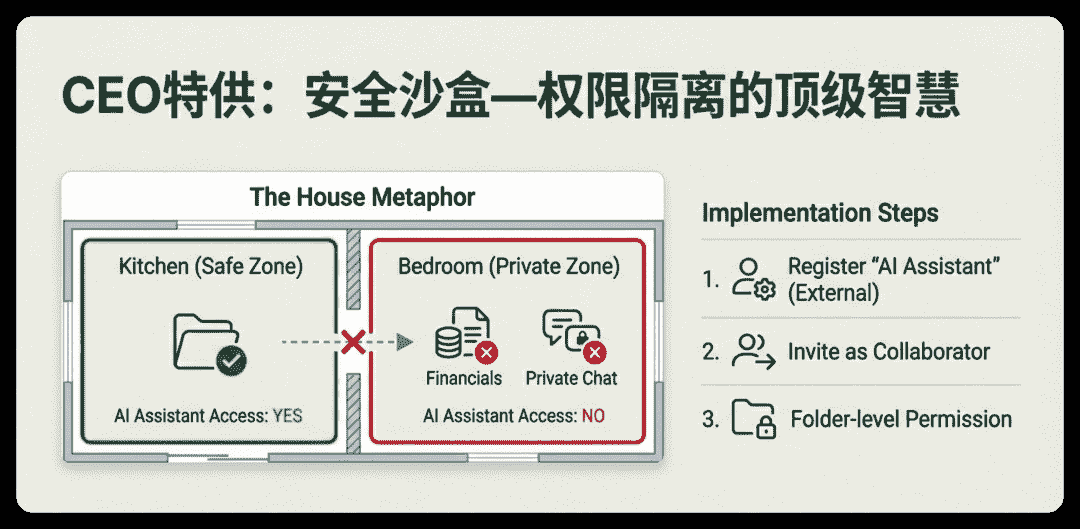 CEO特供：安全沙盒—权限隔离的顶级智慧
The House Metaphor
Kitchen (Safe Zone)
AI Assistant Access: YES
Bedroom (Private Zone)
Financials
Private Chat
AI Assistant Access: NO
Implementation Steps
1. Register “AI Assistant”
(External)
2. Invite as Collaborator
3. Folder-level Permission